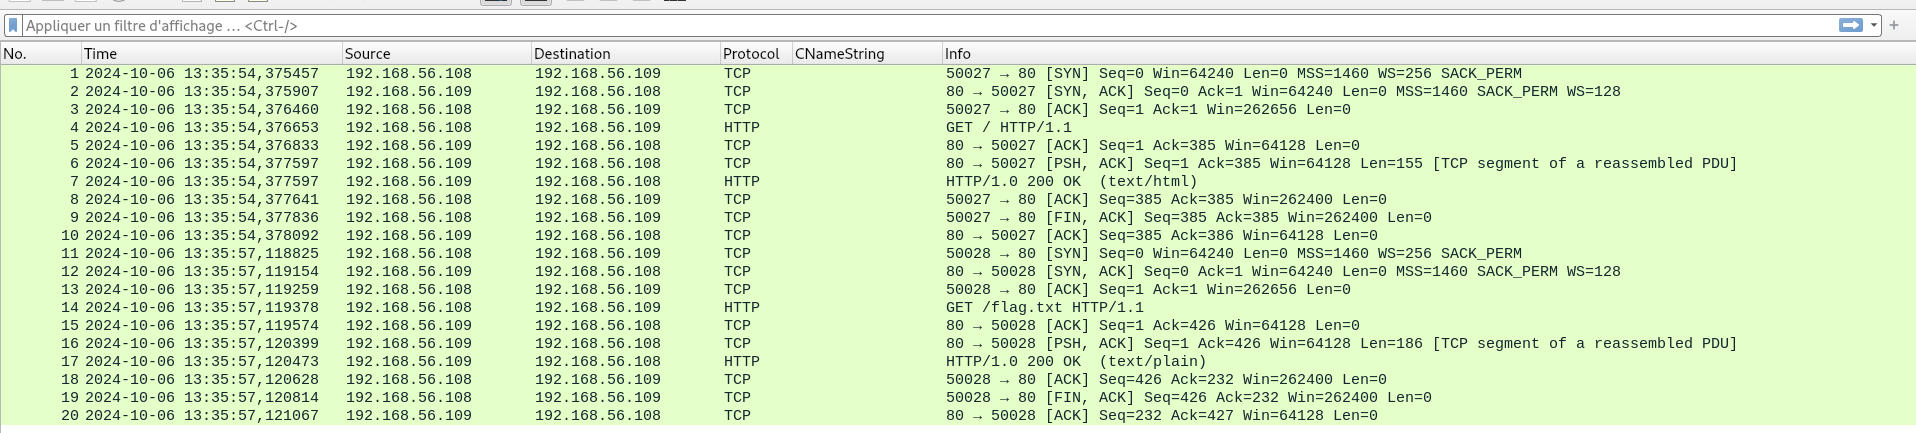 Appliquer un filtre d'affichage … <Ctrl-/>
No. Time Source Destination Protocol CNameString Info
1 2024-10-06 13:35:54,375457 192.168.56.108 192.168.56.109 TCP 50027 → 80 [SYN] Seq=0 Win=64240 Len=0 MSS=1460 WS=256 SACK_PERM
2 2024-10-06 13:35:54,375907 192.168.56.109 192.168.56.108 TCP 80 → 50027 [SYN, ACK] Seq=0 Ack=1 Win=64240 Len=0 MSS=1460 SACK_PERM WS=128
3 2024-10-06 13:35:54,376460 192.168.56.108 192.168.56.109 TCP 50027 → 80 [ACK] Seq=1 Ack=1 Win=262656 Len=0
4 2024-10-06 13:35:54,376653 192.168.56.108 192.168.56.109 HTTP GET / HTTP/1.1
5 2024-10-06 13:35:54,376833 192.168.56.109 192.168.56.108 TCP 80 → 50027 [ACK] Seq=1 Ack=385 Win=64128 Len=0
6 2024-10-06 13:35:54,377597 192.168.56.109 192.168.56.108 TCP 80 → 50027 [PSH, ACK] Seq=1 Ack=385 Win=64128 Len=155 [TCP segment of a reassembled PDU]
7 2024-10-06 13:35:54,377597 192.168.56.109 192.168.56.108 HTTP HTTP/1.0 200 OK  (text/html)
8 2024-10-06 13:35:54,377641 192.168.56.108 192.168.56.109 TCP 50027 → 80 [ACK] Seq=385 Ack=385 Win=262400 Len=0
9 2024-10-06 13:35:54,377836 192.168.56.108 192.168.56.109 TCP 50027 → 80 [FIN, ACK] Seq=385 Ack=385 Win=262400 Len=0
10 2024-10-06 13:35:54,378092 192.168.56.109 192.168.56.108 TCP 80 → 50027 [ACK] Seq=385 Ack=386 Win=64128 Len=0
11 2024-10-06 13:35:57,118825 192.168.56.108 192.168.56.109 TCP 50028 → 80 [SYN] Seq=0 Win=64240 Len=0 MSS=1460 WS=256 SACK_PERM
12 2024-10-06 13:35:57,119154 192.168.56.109 192.168.56.108 TCP 80 → 50028 [SYN, ACK] Seq=0 Ack=1 Win=64240 Len=0 MSS=1460 SACK_PERM WS=128
13 2024-10-06 13:35:57,119259 192.168.56.108 192.168.56.109 TCP 50028 → 80 [ACK] Seq=1 Ack=1 Win=262656 Len=0
14 2024-10-06 13:35:57,119378 192.168.56.108 192.168.56.109 HTTP GET /flag.txt HTTP/1.1
15 2024-10-06 13:35:57,119574 192.168.56.109 192.168.56.108 TCP 80 → 50028 [ACK] Seq=1 Ack=426 Win=64128 Len=0
16 2024-10-06 13:35:57,120399 192.168.56.109 192.168.56.108 TCP 80 → 50028 [PSH, ACK] Seq=1 Ack=426 Win=64128 Len=186 [TCP segment of a reassembled PDU]
17 2024-10-06 13:35:57,120473 192.168.56.109 192.168.56.108 HTTP HTTP/1.0 200 OK  (text/plain)
18 2024-10-06 13:35:57,120628 192.168.56.108 192.168.56.109 TCP 50028 → 80 [ACK] Seq=426 Ack=232 Win=262400 Len=0
19 2024-10-06 13:35:57,120814 192.168.56.108 192.168.56.109 TCP 50028 → 80 [FIN, ACK] Seq=426 Ack=232 Win=262400 Len=0
20 2024-10-06 13:35:57,121067 192.168.56.109 192.168.56.108 TCP 80 → 50028 [ACK] Seq=232 Ack=427 Win=64128 Len=0